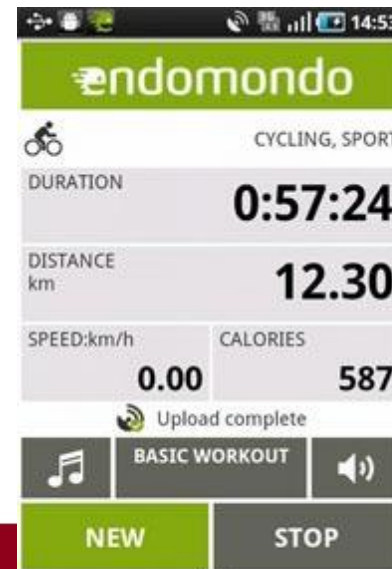 14:53
endomondo
CYCLING, SPORT
DURATION
0:57:24
DISTANCE
km
12.30
SPEED:km/h
CALORIES
0.00
587
Upload complete
BASIC WORKOUT
NEW
STOP